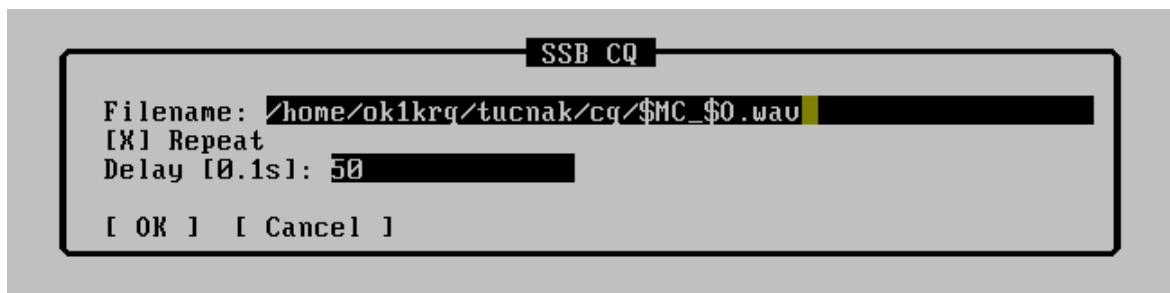 SSB CQ
Filename: /home/ok1krq/tucnak/cq/$MC_$O.wav
[X] Repeat
Delay [0.1s]: 50
[ OK ] [ Cancel ]